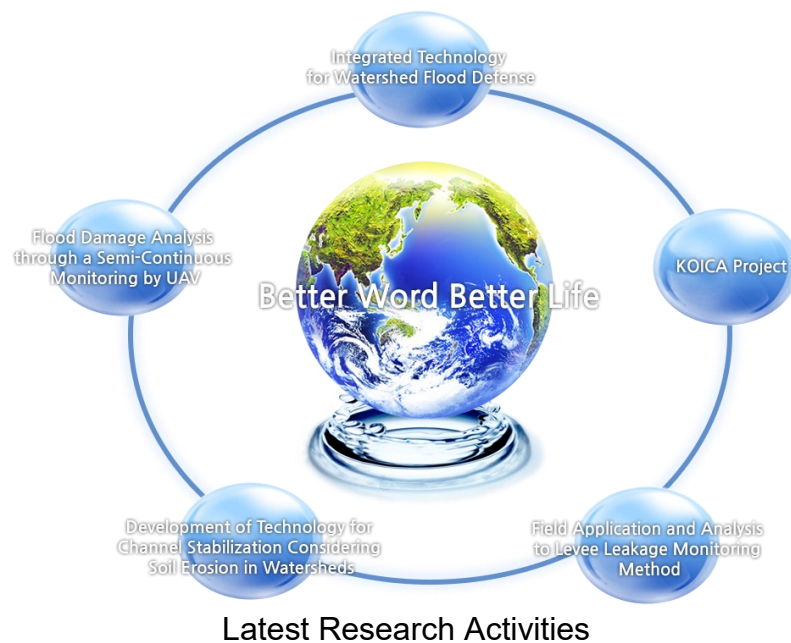 Integrated Technology
for Watershed Flood Defense
Flood Damage Analysis
through a Semi-Continuous
Monitoring by UAV
KOICA Project
Better Word Better Life
Development of Technology for
Channel Stabilization Considering
Soil Erosion in Watersheds
Field Application and Analysis
to Levee Leakage Monitoring
Method
Latest Research Activities